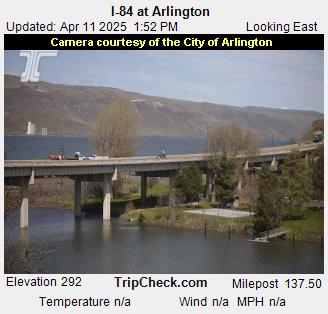 I-84 at Arlington
Updated: Apr 11 2025 1:52 PM Looking East
Camera courtesy of the City of Arlington
Elevation 292 TripCheck.com Milepost 137.50
Temperature n/a Wind n/a MPH n/a